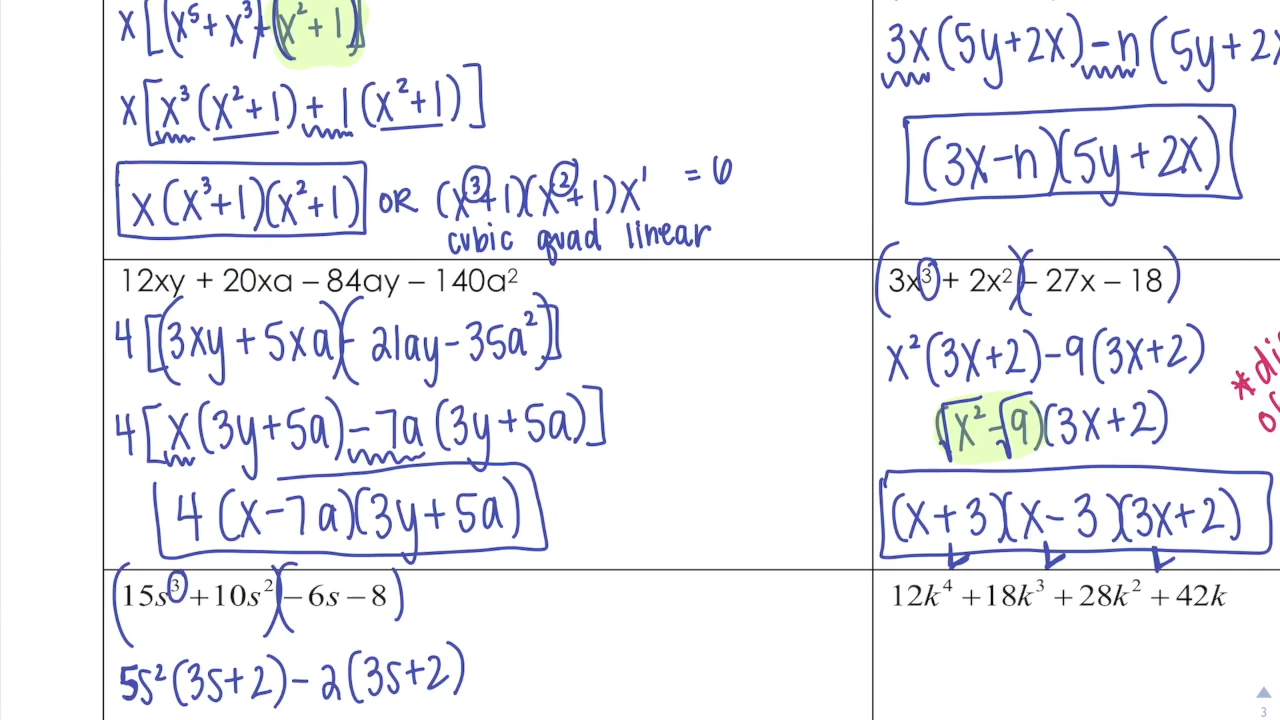 x[(x⁵ + x³) + (x² + 1)]
x[x³(x² + 1) + 1(x² + 1)]
x(x³+1)(x²+1) OR (x³+1)(x²+1)x¹ = 6
cubic quad linear
12xy + 20xa – 84ay – 140a²
4[(3xy + 5xa)(- 21ay - 35a²)]
4[x(3y+5a) - 7a(3y+5a)]
4(x-7a)(3y+5a)
(15s³ + 10s²)(- 6s - 8)
5s²(3s+2) - 2(3s+2)
3x(5y+2x) - n(5y+2x
(3x-n)(5y+2x)
(3x³ + 2x²)(– 27x – 18)
x²(3x+2) - 9(3x+2)
√x² - √9 (3x+2)
(x+3)(x-3)(3x+2)
12k⁴ + 18k³ + 28k² + 42k
3